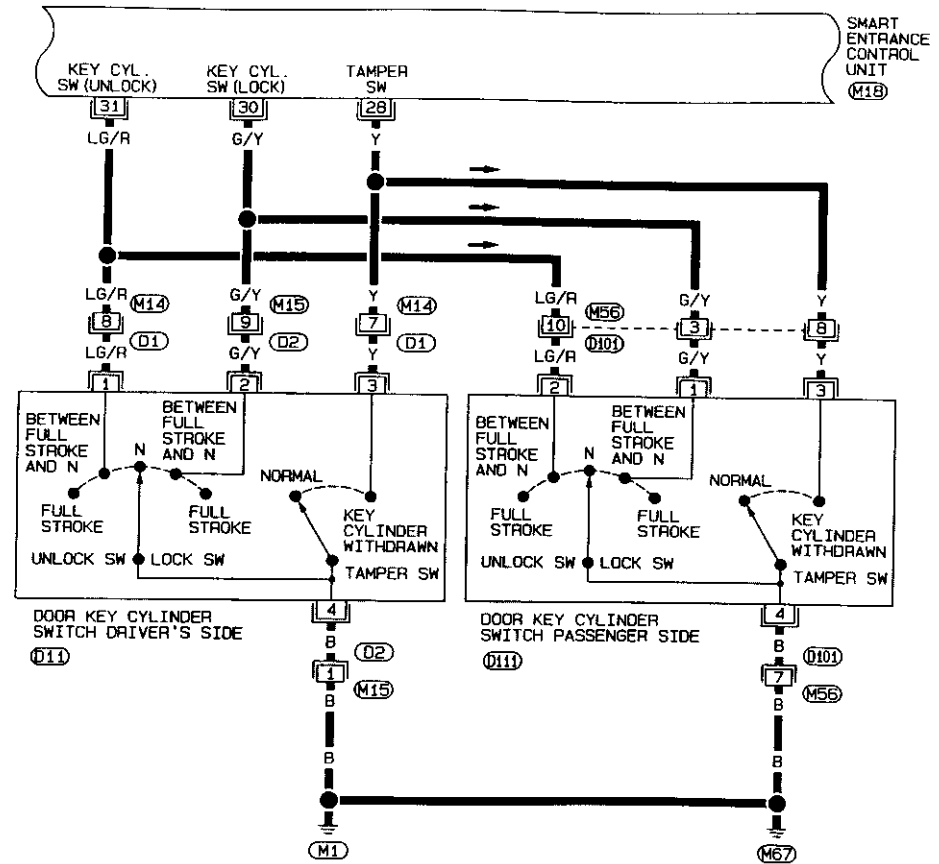 SMART
ENTRANCE
CONTROL
UNIT
M18
KEY CYL.
SW (UNLOCK)
KEY CYL.
SW (LOCK)
TAMPER
SW
31
30
28
LG/R
G/Y
Y
LG/R
M14
G/Y
M15
Y
M14
LG/R
M56
G/Y
Y
8
9
7
10
3
8
D1
D2
D1
D101
LG/R
G/Y
Y
LG/R
G/Y
Y
1
2
3
2
1
3
BETWEEN
FULL
STROKE
AND N
N
BETWEEN
FULL
STROKE
AND N
NORMAL
FULL
STROKE
FULL
STROKE
KEY
CYLINDER
WITHDRAWN
UNLOCK SW
LOCK SW
TAMPER SW
BETWEEN
FULL
STROKE
AND N
N
BETWEEN
FULL
STROKE
AND N
NORMAL
FULL
STROKE
FULL
STROKE
KEY
CYLINDER
WITHDRAWN
UNLOCK SW
LOCK SW
TAMPER SW
DOOR KEY CYLINDER
SWITCH DRIVER'S SIDE
D11
4
B
D2
1
M15
B
B
M1
DOOR KEY CYLINDER
SWITCH PASSENGER SIDE
D111
4
B
D101
7
M56
B
B
M67